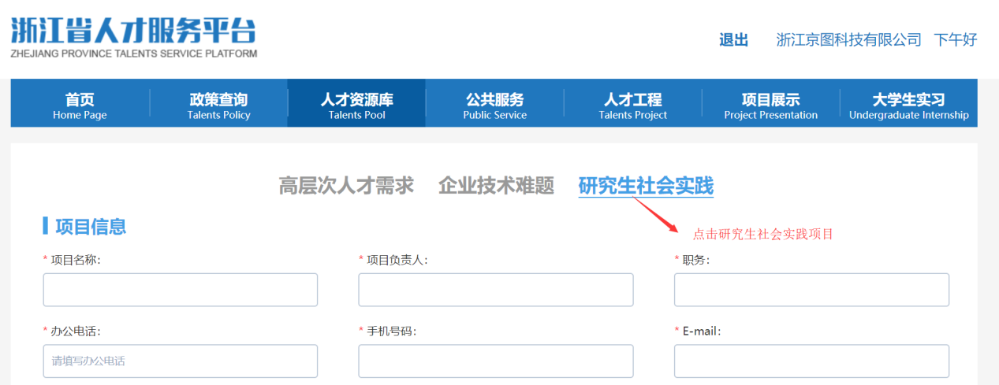 浙江省人才服务平台
ZHEJIANG PROVINCE TALENTS SERVICE PLATFORM
退出 浙江京图科技有限公司 下午好
首页 政策查询 人才资源库 公共服务 人才工程 项目展示 大学生实习
Home Page Talents Policy Talents Pool Public Service Talents Project Project Presentation Undergraduate Internship
高层次人才需求 企业技术难题 研究生社会实践
项目信息
点击研究生社会实践项目
* 项目名称: * 项目负责人: * 职务:
* 办公电话: * 手机号码: * E-mail:
请填写办公电话